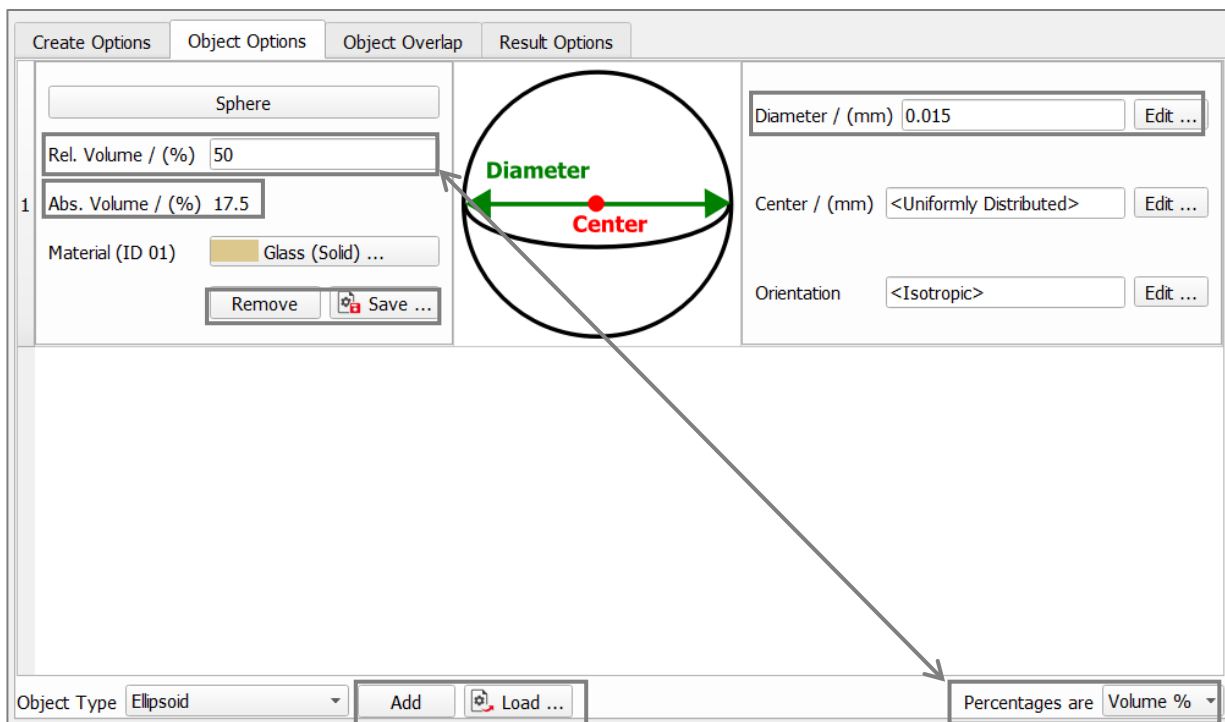 Create Options Object Options Object Overlap Result Options
Sphere
Rel. Volume / (%) 50
1 Abs. Volume / (%) 17.5
Material (ID 01) Glass (Solid) ...
Remove Save ...
Diameter
Center
Diameter / (mm) 0.015 Edit ...
Center / (mm) <Uniformly Distributed> Edit ...
Orientation <Isotropic> Edit ...
Object Type Ellipsoid Add Load ... Percentages are Volume %